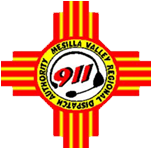 MESILLA VALLEY REGIONAL DISPATCH AUTHORITY
911